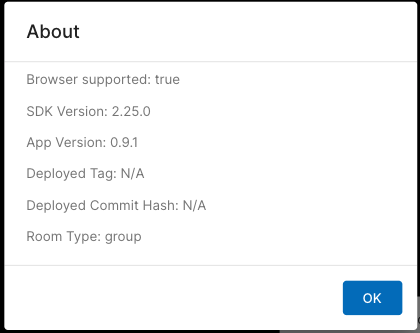 About
Browser supported: true
SDK Version: 2.25.0
App Version: 0.9.1
Deployed Tag: N/A
Deployed Commit Hash: N/A
Room Type: group
OK